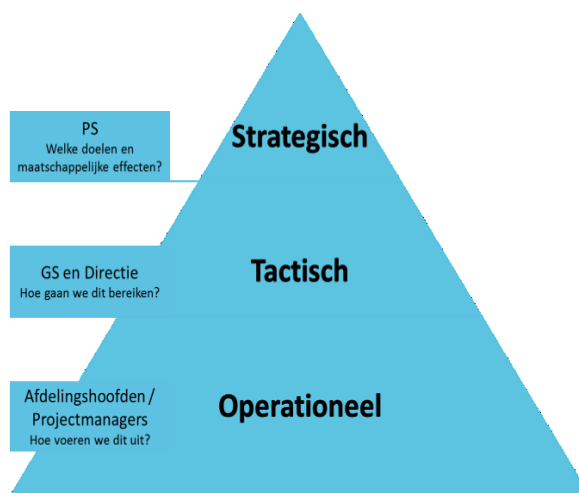 PS
Welke doelen en
maatschappelijke effecten?
Strategisch
GS en Directie
Hoe gaan we dit bereiken?
Tactisch
Afdelingshoofden /
Projectmanagers
Hoe voeren we dit uit?
Operationeel